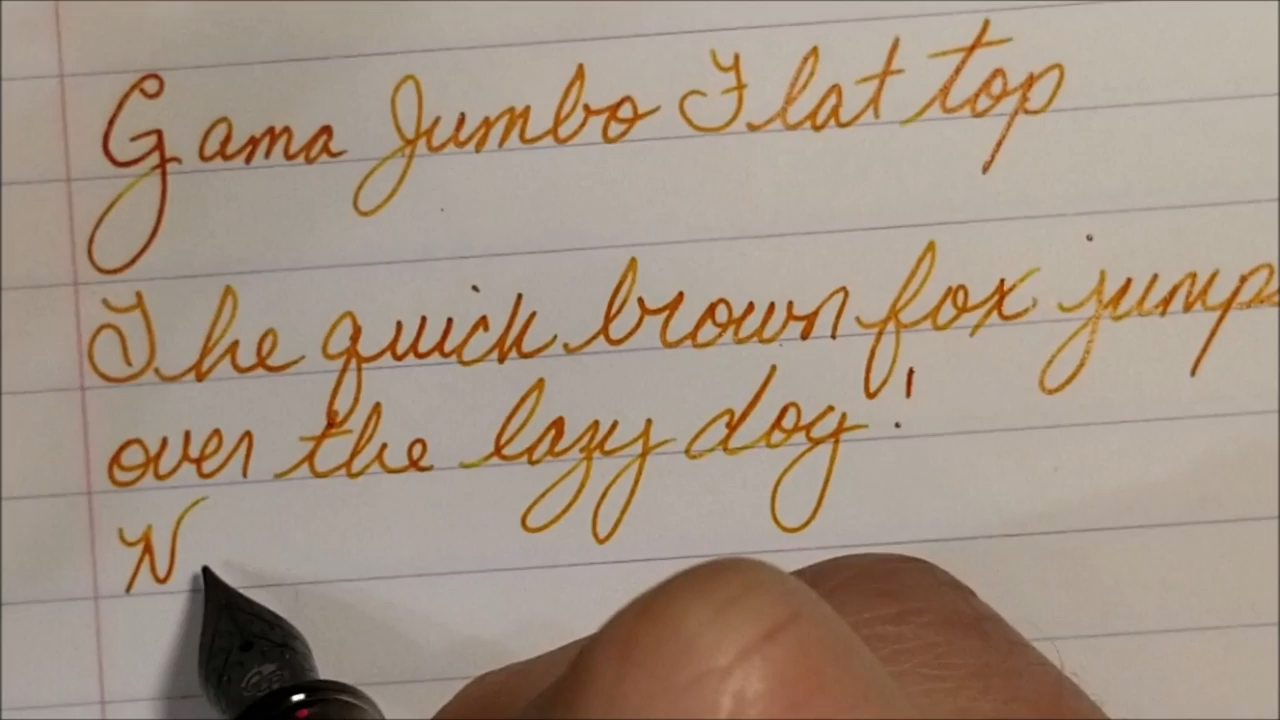 Gama Jumbo Flat top
The quick brown fox jump
over the lazy dog!
N